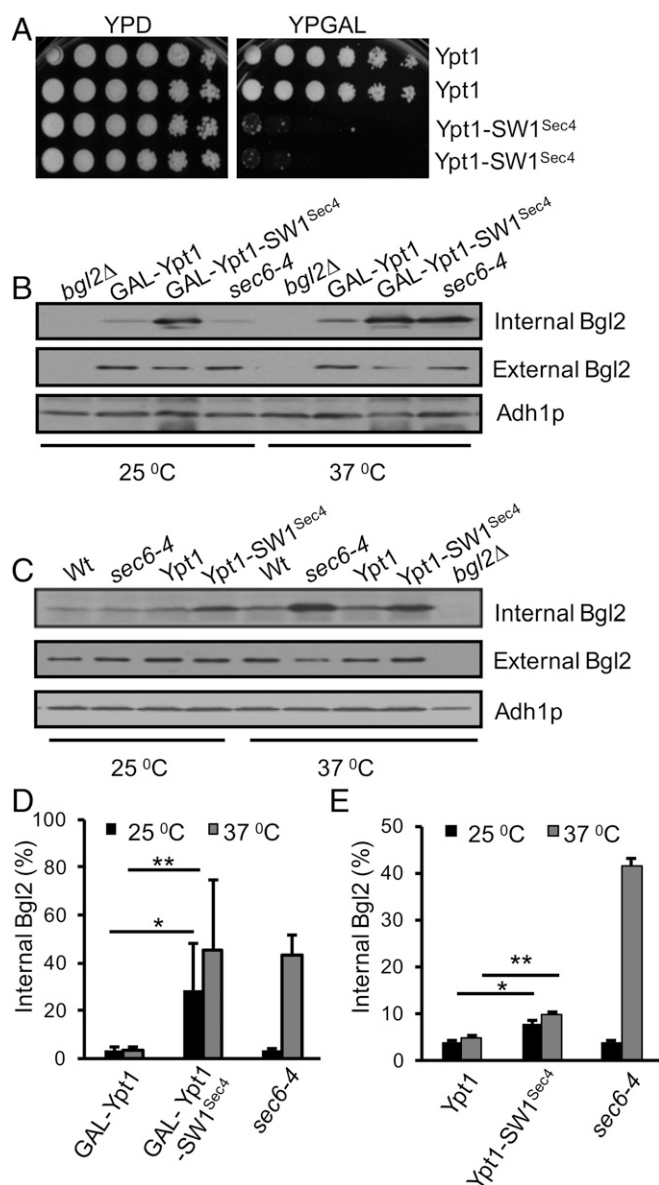 A
YPD YPGAL
Ypt1
Ypt1
Ypt1-SW1Sec4
Ypt1-SW1Sec4
B
bgl2Δ GAL-Ypt1 GAL-Ypt1-SW1Sec4 sec6-4 bgl2Δ GAL-Ypt1 GAL-Ypt1-SW1Sec4 sec6-4
Internal Bgl2
External Bgl2
Adh1p
25 ⁰C 37 ⁰C
C
Wt sec6-4 Ypt1 Ypt1-SW1Sec4 Wt sec6-4 Ypt1 Ypt1-SW1Sec4 bgl2Δ
Internal Bgl2
External Bgl2
Adh1p
25 ⁰C 37 ⁰C
D
Internal Bgl2 (%)
100
80
60
40
20
0
25 ⁰C 37 ⁰C
**
*
GAL-Ypt1
GAL- Ypt1
-SW1Sec4
sec6-4
E
Internal Bgl2 (%)
50
40
30
20
10
0
25 ⁰C 37 ⁰C
**
*
Ypt1
Ypt1-SW1Sec4
sec6-4